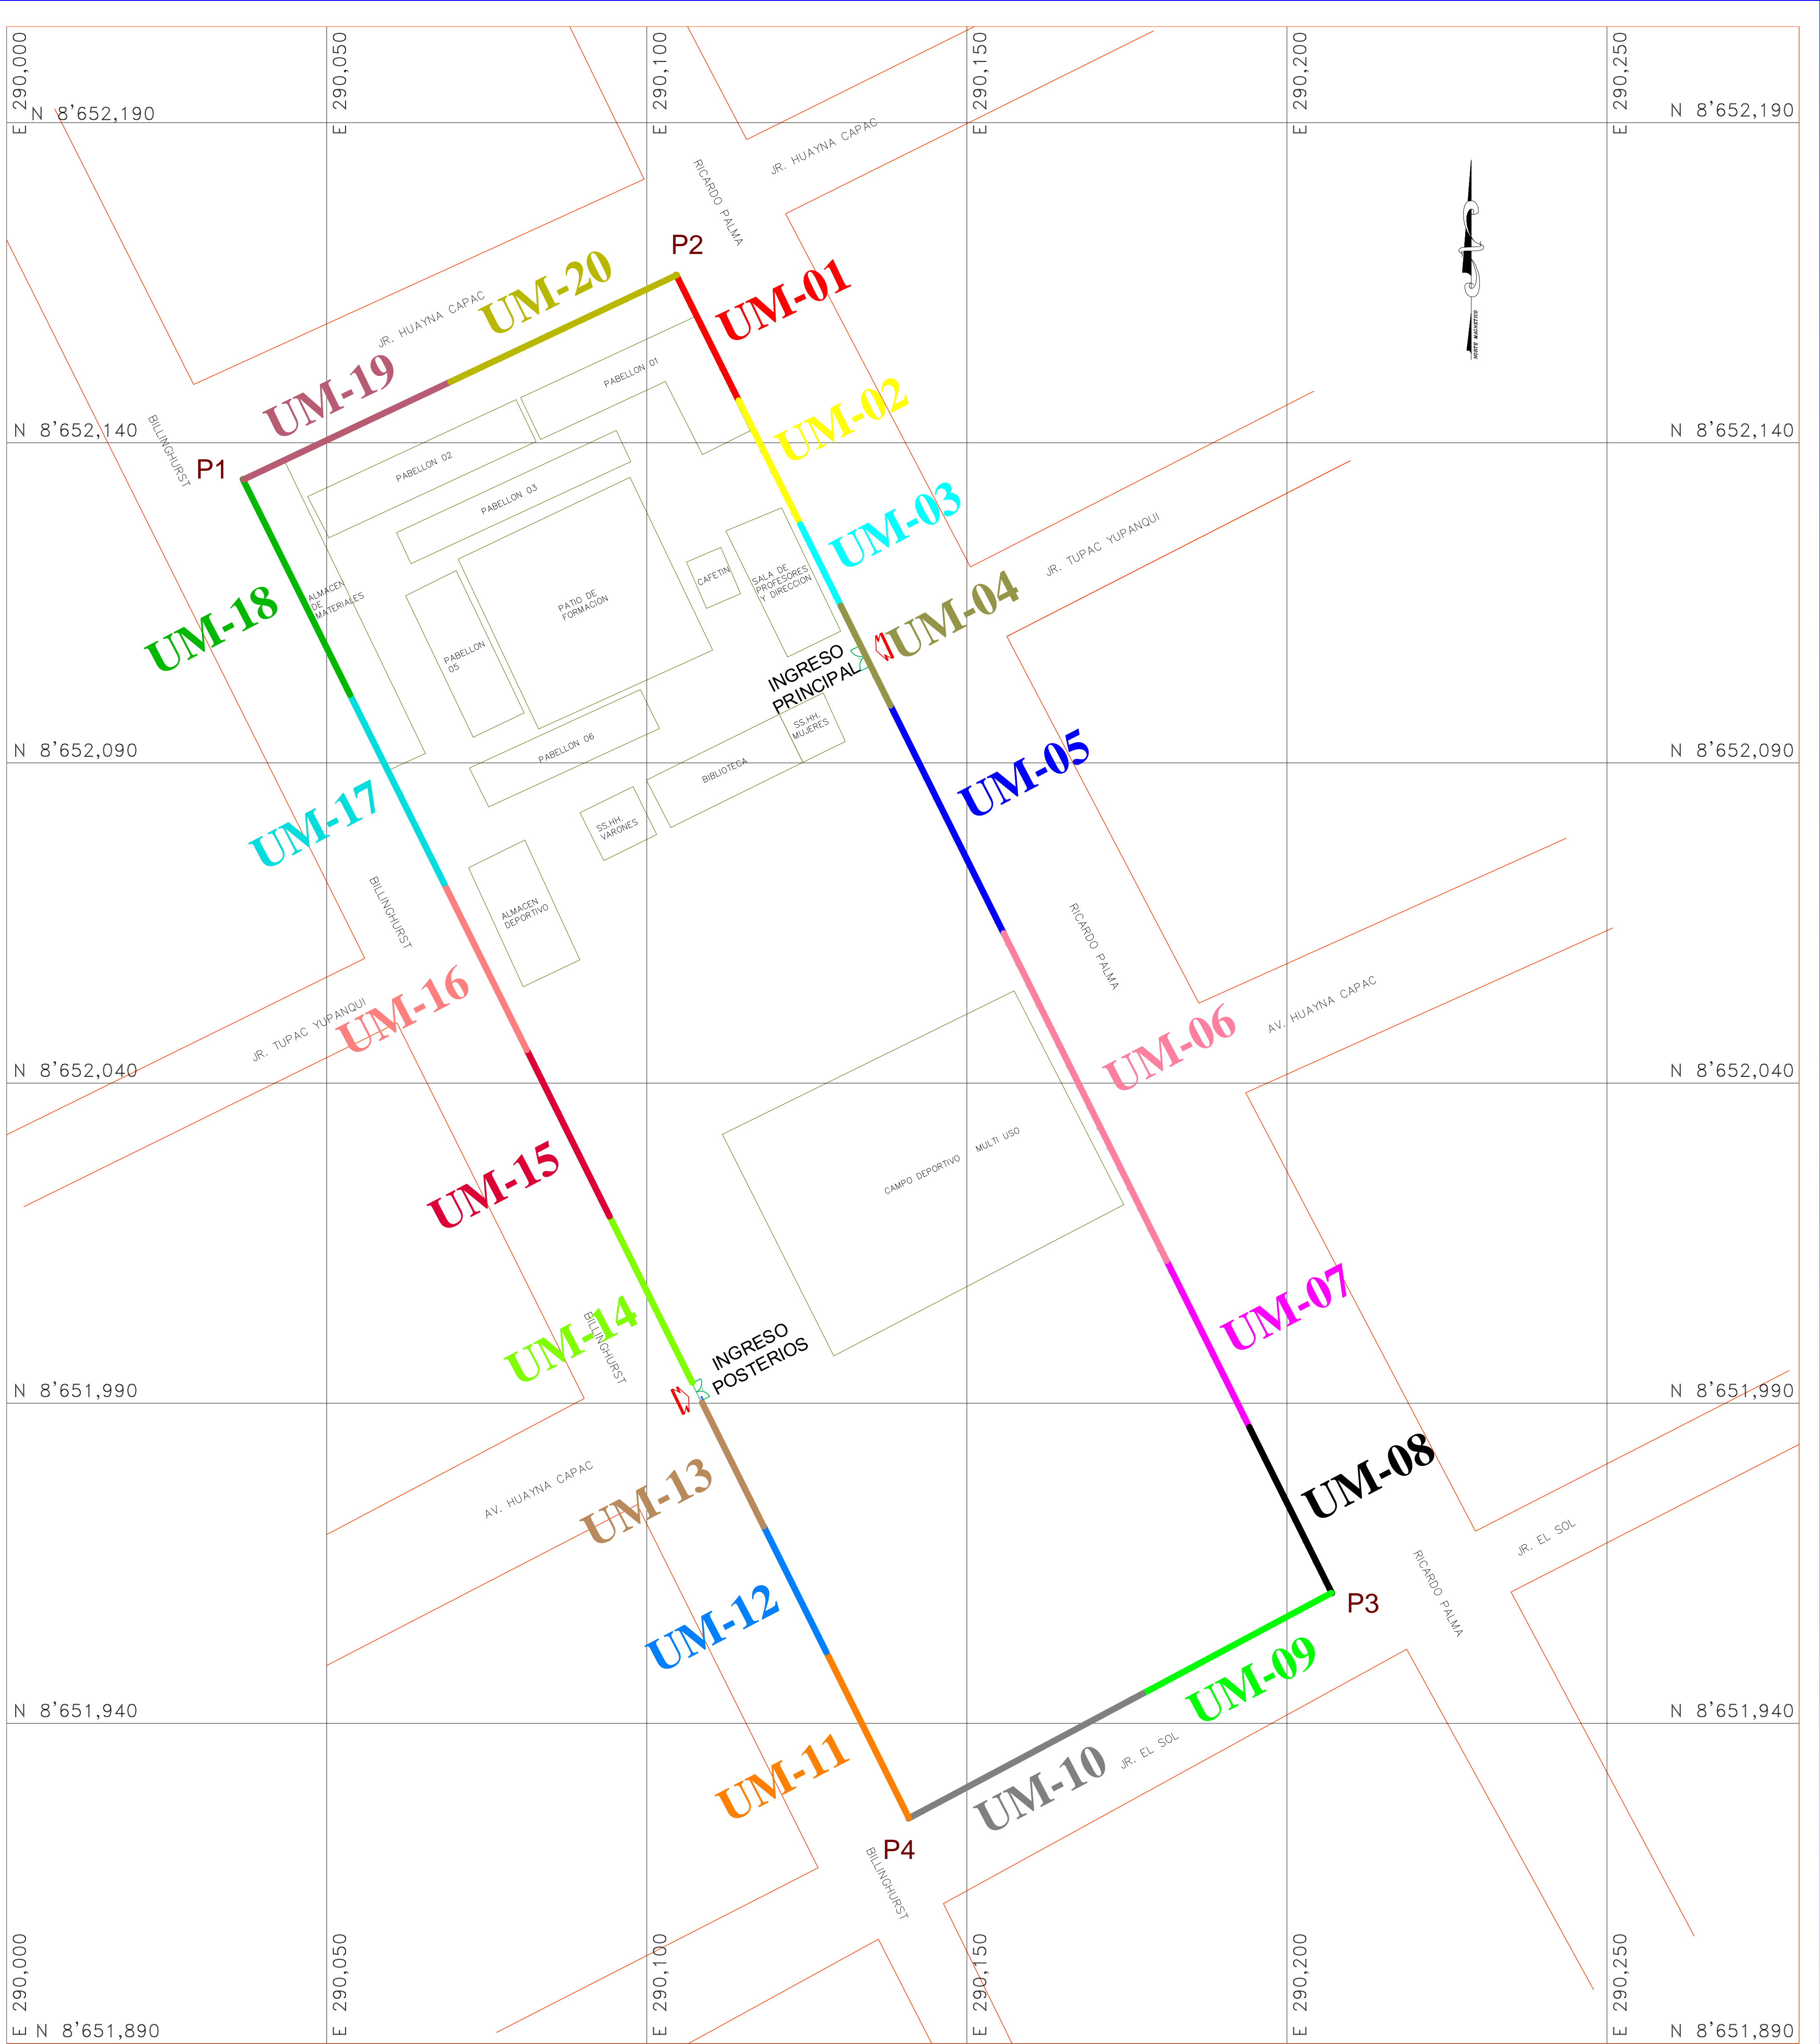 290,000
290,050
290,100
290,150
290,200
290,250
E
E
E
E
E
E
N 8'652,190
N 8'652,190
JR. HUAYNA CAPAC
RICARDO PALMA
NORTE MAGNETICO
P2
UM-01
UM-20
JR. HUAYNA CAPAC
UM-19
PABELLON 01
UM-02
N 8'652,140
N 8'652,140
BILLINGHURST
P1
PABELLON 02
PABELLON 03
UM-03
JR. TUPAC YUPANQUI
UM-18
ALMACEN
DE
MATERIALES
PATIO DE
FORMACION
CAFETIN
SALA DE
PROFESORES
Y DIRECCION
UM-04
PABELLON
05
INGRESO
PRINCIPAL
SS.HH.
MUJERES
N 8'652,090
N 8'652,090
PABELLON 06
BIBLIOTECA
UM-05
UM-17
SS.HH.
VARONES
BILLINGHURST
ALMACEN
DEPORTIVO
RICARDO PALMA
UM-16
JR. TUPAC YUPANQUI
UM-06
AV. HUAYNA CAPAC
N 8'652,040
N 8'652,040
CAMPO DEPORTIVO MULTI USO
UM-15
UM-14
BILLINGHURST
INGRESO
POSTERIOS
UM-07
N 8'651,990
N 8'651,990
AV. HUAYNA CAPAC
UM-13
UM-08
JR. EL SOL
RICARDO PALMA
P3
UM-12
UM-09
N 8'651,940
N 8'651,940
UM-11
UM-10
JR. EL SOL
P4
BILLINGHURST
290,000
290,050
290,100
290,150
290,200
290,250
E
E
E
E
E
E
N 8'651,890
N 8'651,890